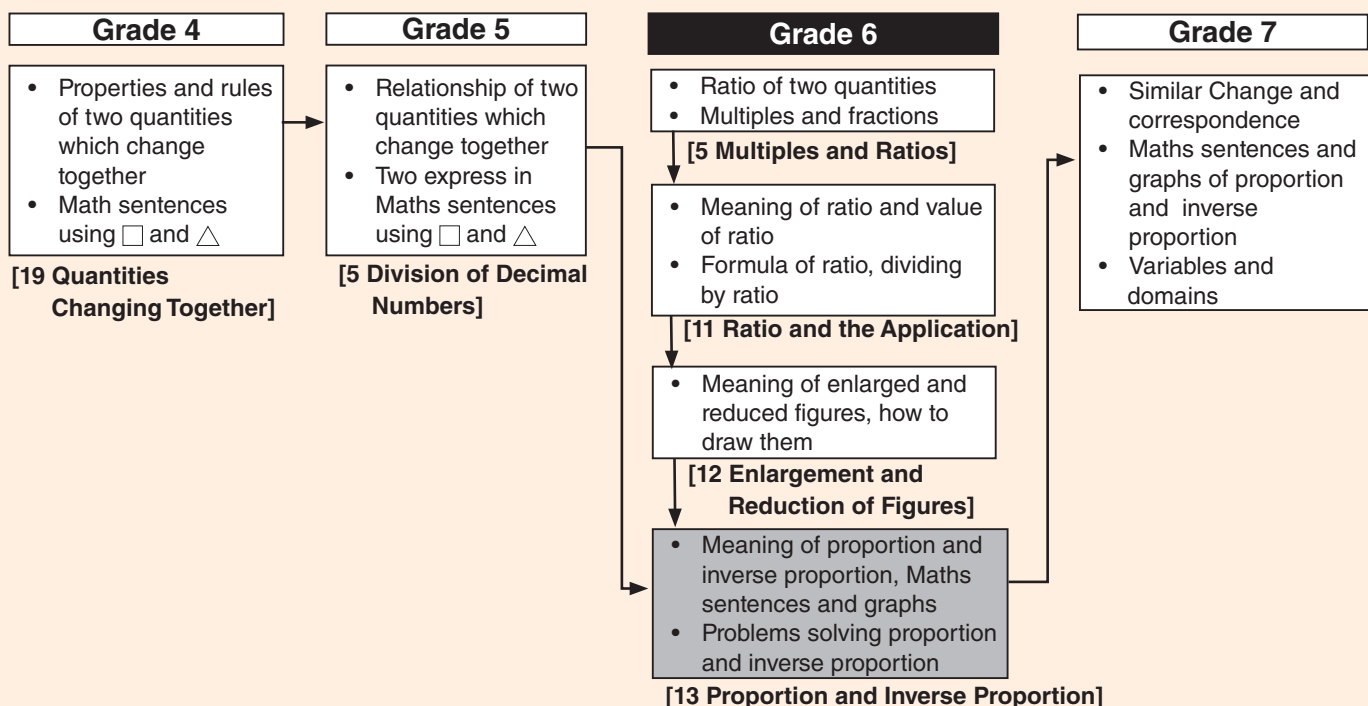 Grade 4
• Properties and rules
of two quantities
which change
together
• Math sentences
using □ and △
[19 Quantities
Changing Together]
Grade 5
• Relationship of two
quantities which
change together
• Two express in
Maths sentences
using □ and △
[5 Division of Decimal
Numbers]
Grade 6
• Ratio of two quantities
• Multiples and fractions
[5 Multiples and Ratios]
• Meaning of ratio and value
of ratio
• Formula of ratio, dividing
by ratio
[11 Ratio and the Application]
• Meaning of enlarged and
reduced figures, how to
draw them
[12 Enlargement and
Reduction of Figures]
• Meaning of proportion and
inverse proportion, Maths
sentences and graphs
• Problems solving proportion
and inverse proportion
[13 Proportion and Inverse Proportion]
Grade 7
• Similar Change and
correspondence
• Maths sentences and
graphs of proportion
and inverse
proportion
• Variables and
domains